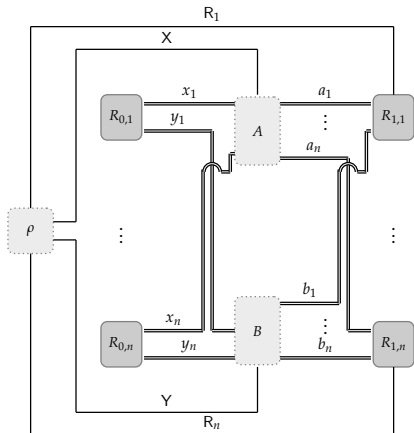 R₁
X
x₁ a₁
R₀,₁ A ⋮ R₁,₁
y₁ aₙ
ρ ⋮ ⋮
b₁
xₙ ⋮
R₀,ₙ B R₁,ₙ
yₙ bₙ
Y
Rₙ